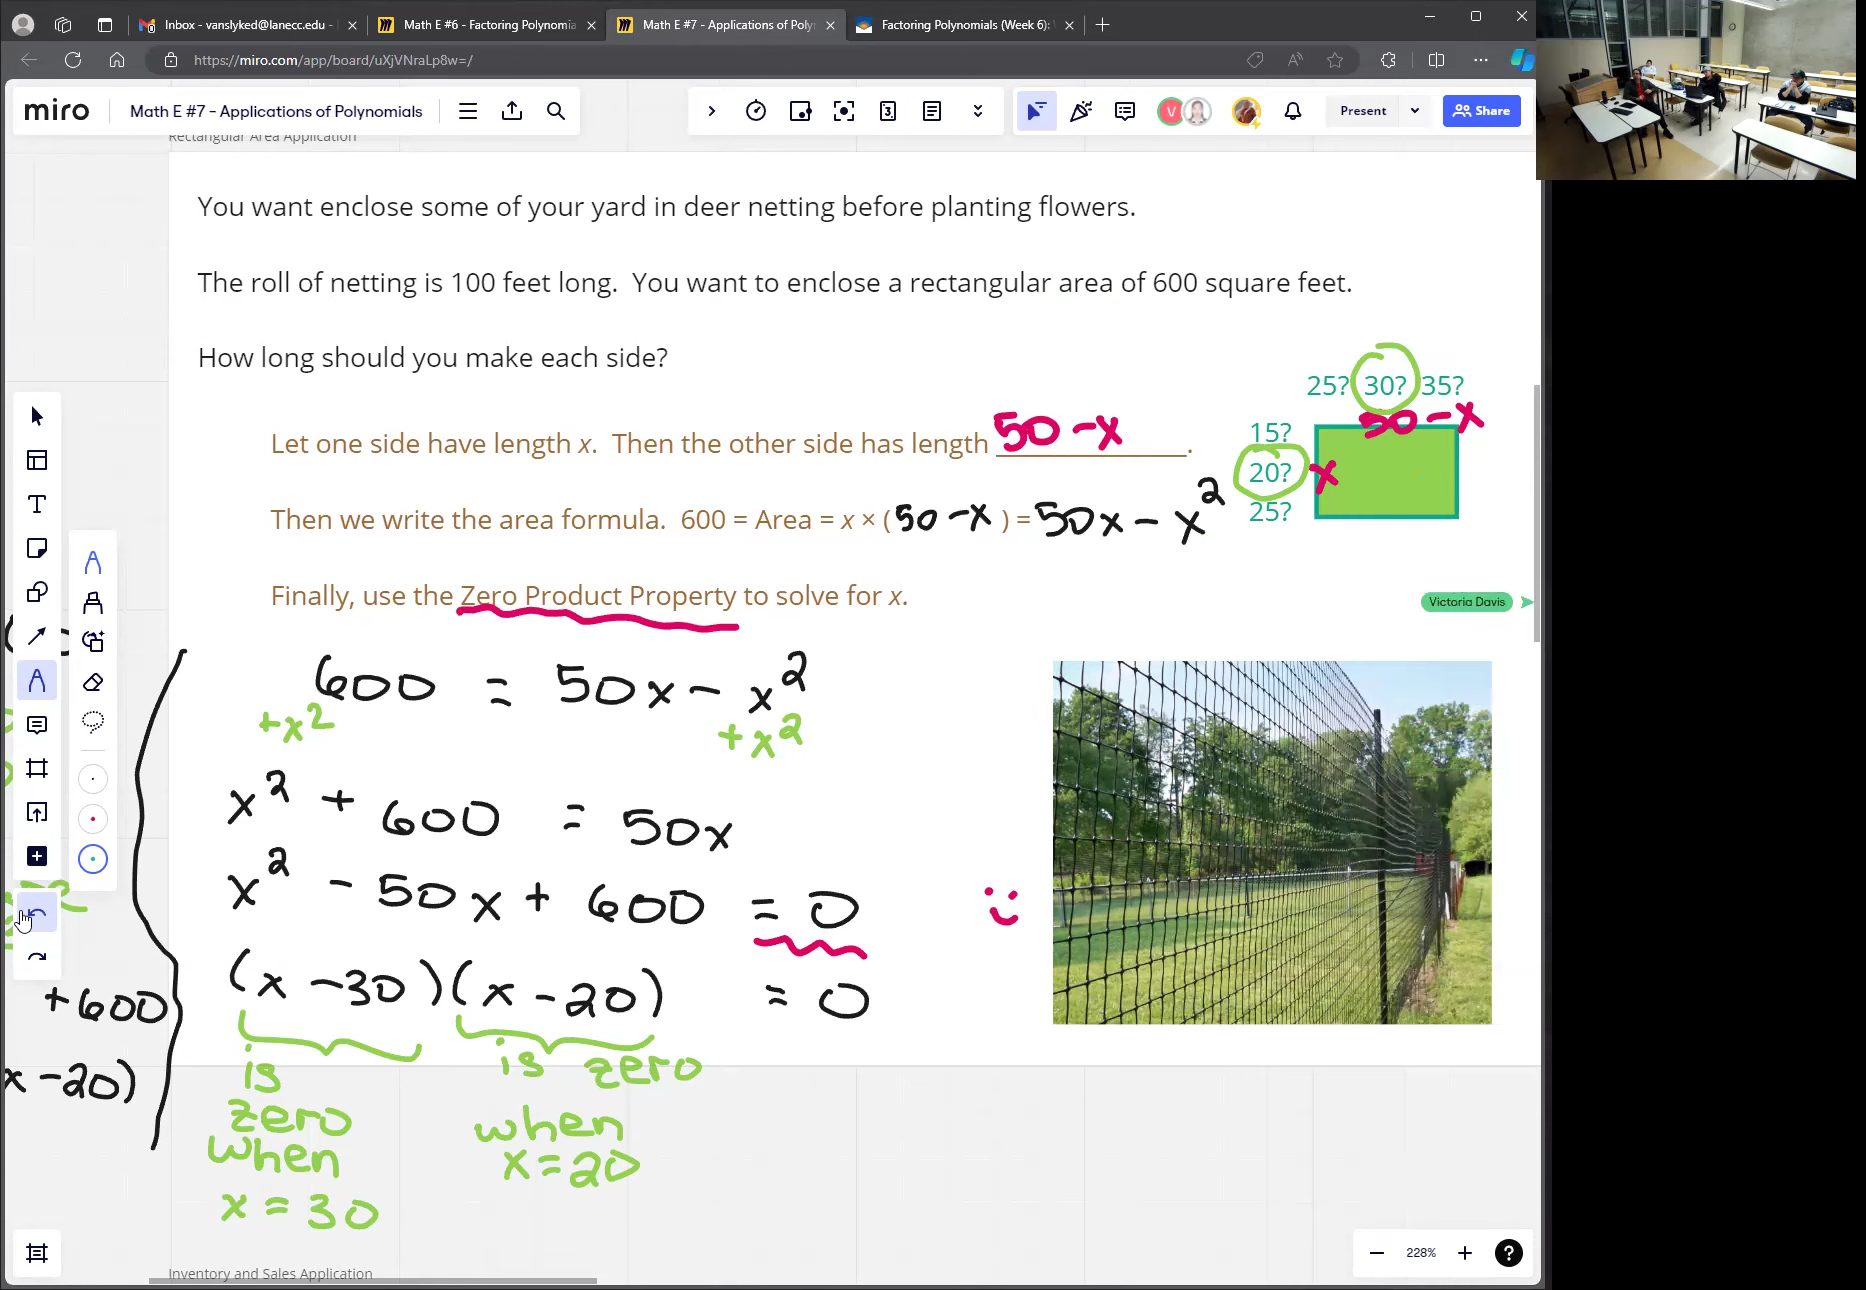 Inbox - vanslyked@lanecc.edu -
Math E #6 - Factoring Polynomia
Math E #7 - Applications of Poly
Factoring Polynomials (Week 6):
https://miro.com/app/board/uXjVNraLp8w=/
miro
Math E #7 - Applications of Polynomials
V
Present
Share
Rectangular Area Application
You want enclose some of your yard in deer netting before planting flowers.
The roll of netting is 100 feet long. You want to enclose a rectangular area of 600 square feet.
How long should you make each side?
25? 30? 35?
50 - x
Let one side have length x. Then the other side has length 50 - x.
15?
20? x
25?
Then we write the area formula. 600 = Area = x × ( 50 - x ) = 50x - x²
Finally, use the Zero Product Property to solve for x.
Victoria Davis
600 = 50x - x²
+x² +x²
x² + 600 = 50x
x² - 50x + 600 = 0
(x - 30)(x - 20) = 0
+600
x - 20)
is zero when x = 30
is zero when x = 20
228%
Inventory and Sales Application